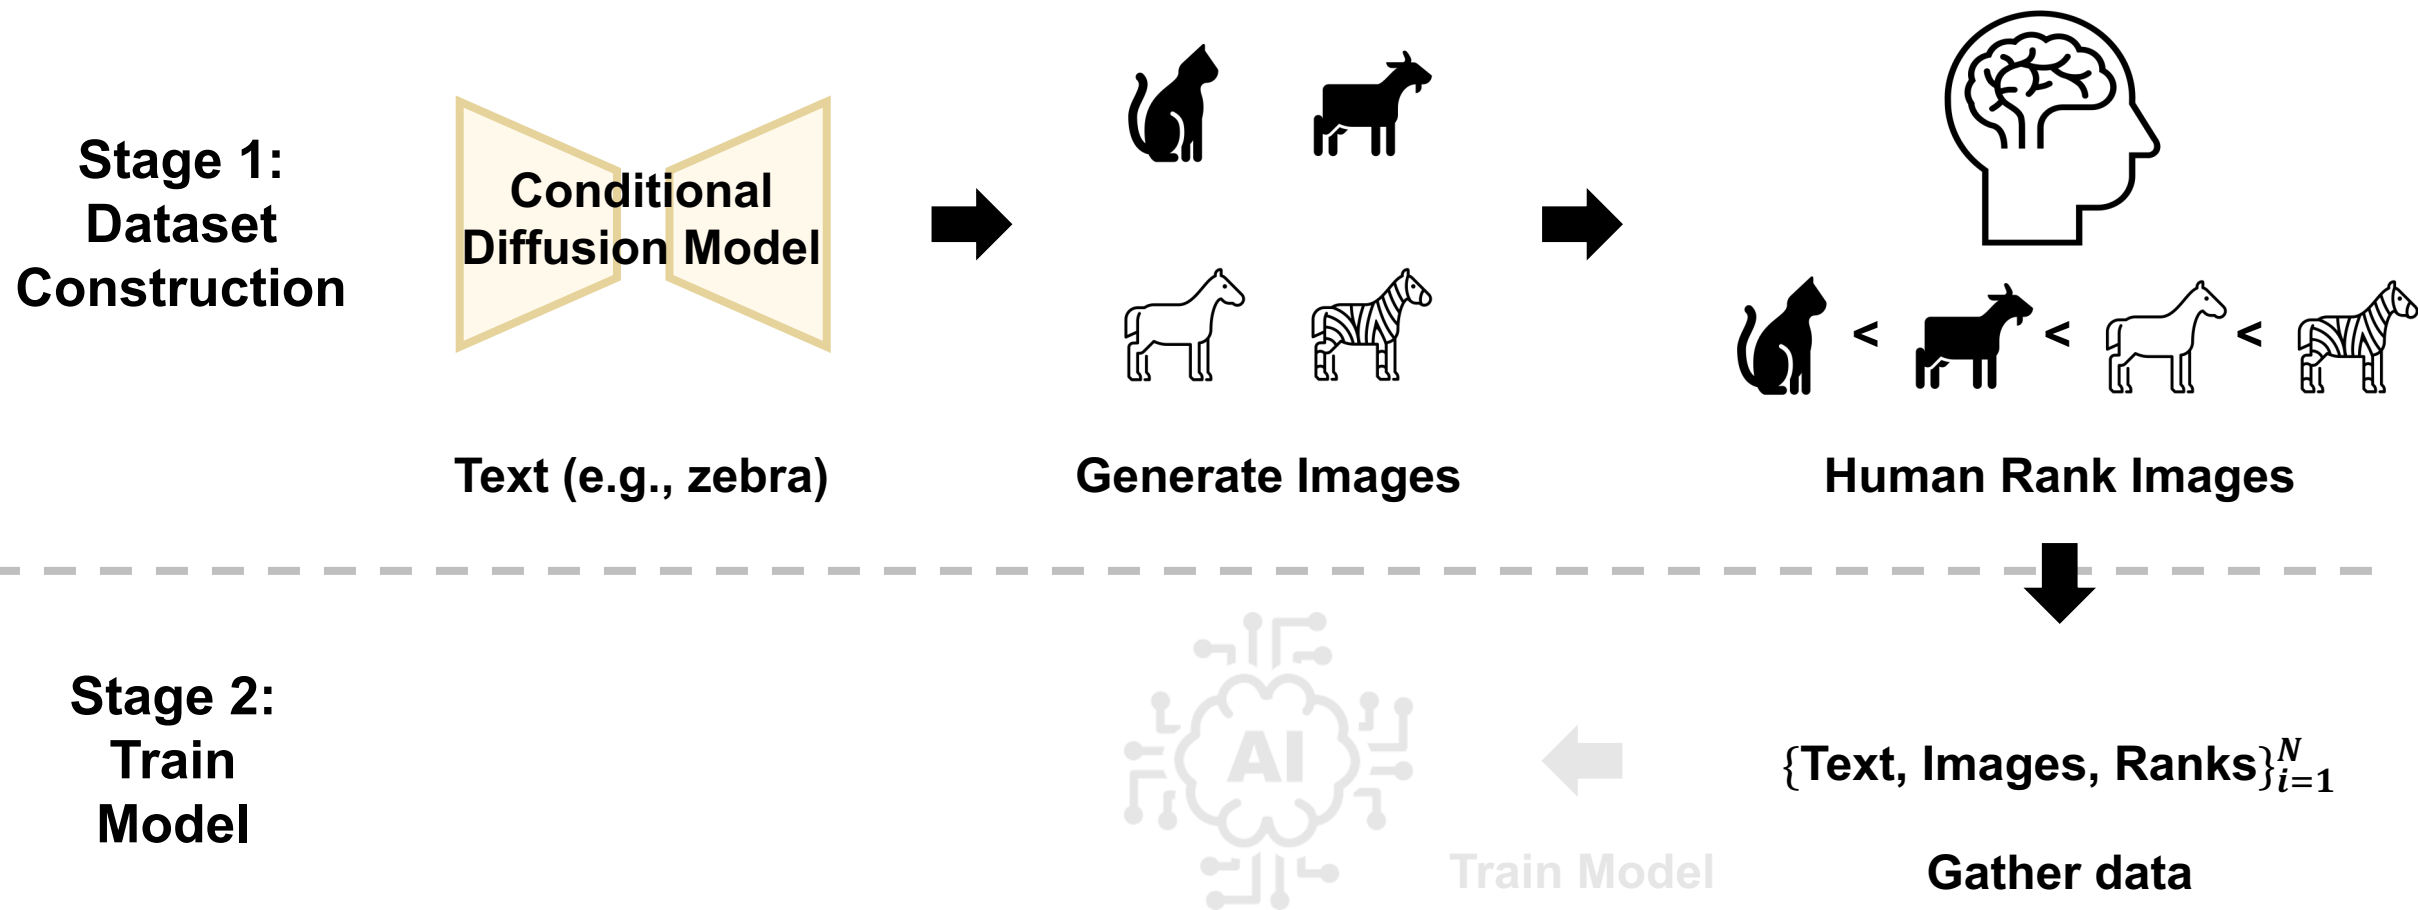 Stage 1:
Dataset
Construction
Conditional
Diffusion Model
Text (e.g., zebra)
Generate Images
< < <
Human Rank Images
Stage 2:
Train
Model
AI
Train Model
{Text, Images, Ranks}_{i=1}^{N}
Gather data